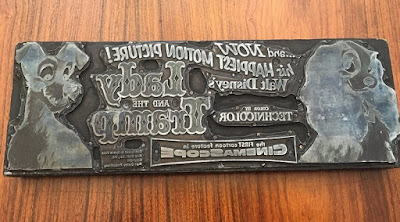 ...and NOW
his HAPPIEST MOTION PICTURE!
Walt Disney's
Lady
AND THE
Tramp
COLOR BY
TECHNICOLOR
the first cartoon feature in
CINEMASCOPE